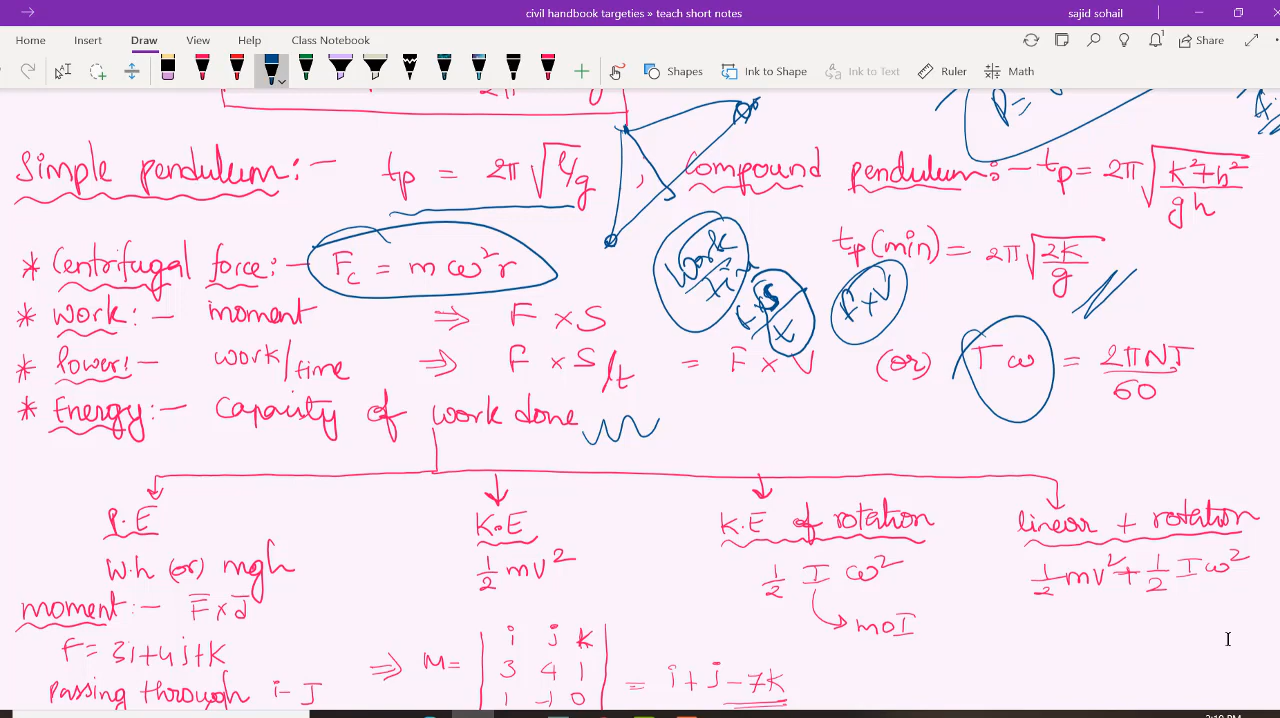 civil handbook targeties » teach short notes
sajid sohail
Home Insert Draw View Help Class Notebook
Share
Shapes Ink to Shape Ink to Text Ruler Math
2π g
P=
Simple pendulum:- tp = 2π√(l/g) , Compound pendulum:- tp = 2π√((k²+h²)/gh)
tp(min) = 2π√(2k/g)
* Centrifugal force:- Fc = mω²r
Work/Time
F×S/t
F×V
* Work:- moment ⇒ F×S
* Power:- work/time ⇒ F×S/t = F×V (or) Tω = 2πNT/60
* Energy:- Capacity of work done
P.E K.E K.E of rotation linear + rotation
W.h (or) mgh 1/2 mv² 1/2 I ω² 1/2 mv² + 1/2 Iω²
moI
moment:- F̅ × d̅
F = 3i+4j+K
passing through i-J
⇒ M = | i j k | 3 4 1 | 1 -1 0 | = i+j-7k